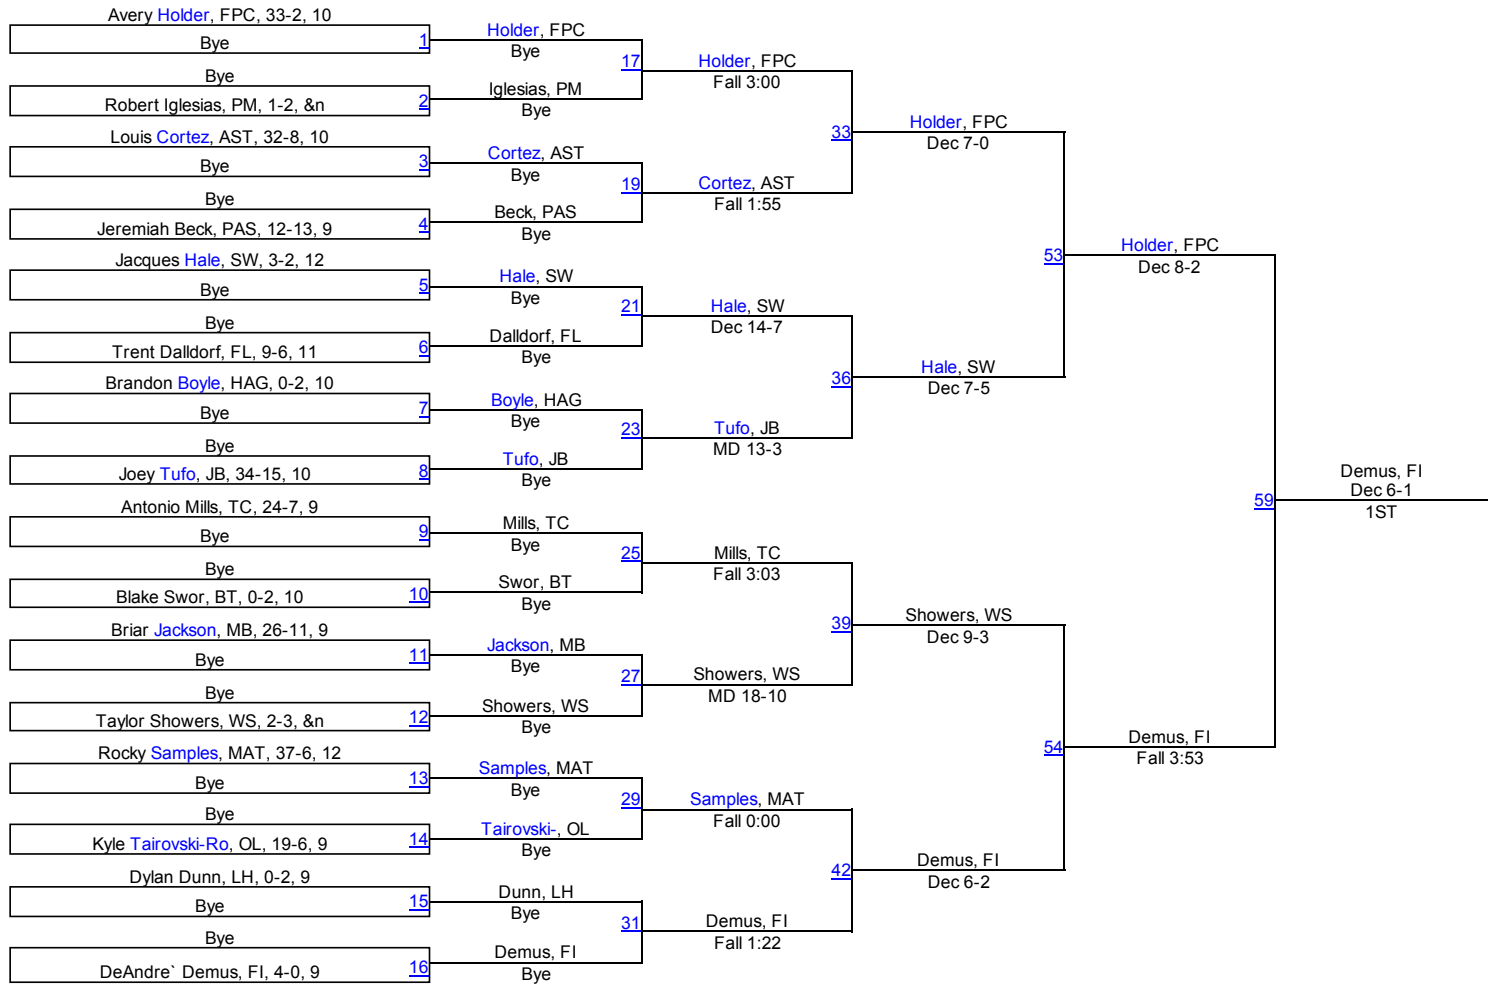 Avery Holder, FPC, 33-2, 10
Bye
1
Bye
Robert Iglesias, PM, 1-2, &n
2
Louis Cortez, AST, 32-8, 10
Bye
3
Bye
Jeremiah Beck, PAS, 12-13, 9
4
Jacques Hale, SW, 3-2, 12
Bye
5
Bye
Trent Dalldorf, FL, 9-6, 11
6
Brandon Boyle, HAG, 0-2, 10
Bye
7
Bye
Joey Tufo, JB, 34-15, 10
8
Antonio Mills, TC, 24-7, 9
Bye
9
Bye
Blake Swor, BT, 0-2, 10
10
Briar Jackson, MB, 26-11, 9
Bye
11
Bye
Taylor Showers, WS, 2-3, &n
12
Rocky Samples, MAT, 37-6, 12
Bye
13
Bye
Kyle Tairovski-Ro, OL, 19-6, 9
14
Dylan Dunn, LH, 0-2, 9
Bye
15
Bye
DeAndre` Demus, FI, 4-0, 9
16
Holder, FPC
Bye
17
Iglesias, PM
Bye
Cortez, AST
Bye
19
Beck, PAS
Bye
Hale, SW
Bye
21
Dalldorf, FL
Bye
Boyle, HAG
Bye
23
Tufo, JB
Bye
Mills, TC
Bye
25
Swor, BT
Bye
Jackson, MB
Bye
27
Showers, WS
Bye
Samples, MAT
Bye
29
Tairovski-, OL
Bye
Dunn, LH
Bye
31
Demus, FI
Bye
Holder, FPC
Fall 3:00
33
Cortez, AST
Fall 1:55
Hale, SW
Dec 14-7
36
Tufo, JB
MD 13-3
Mills, TC
Fall 3:03
39
Showers, WS
MD 18-10
Samples, MAT
Fall 0:00
42
Demus, FI
Fall 1:22
Holder, FPC
Dec 7-0
53
Hale, SW
Dec 7-5
Showers, WS
Dec 9-3
54
Demus, FI
Dec 6-2
Holder, FPC
Dec 8-2
59
Demus, FI
Fall 3:53
Demus, FI
Dec 6-1
1ST